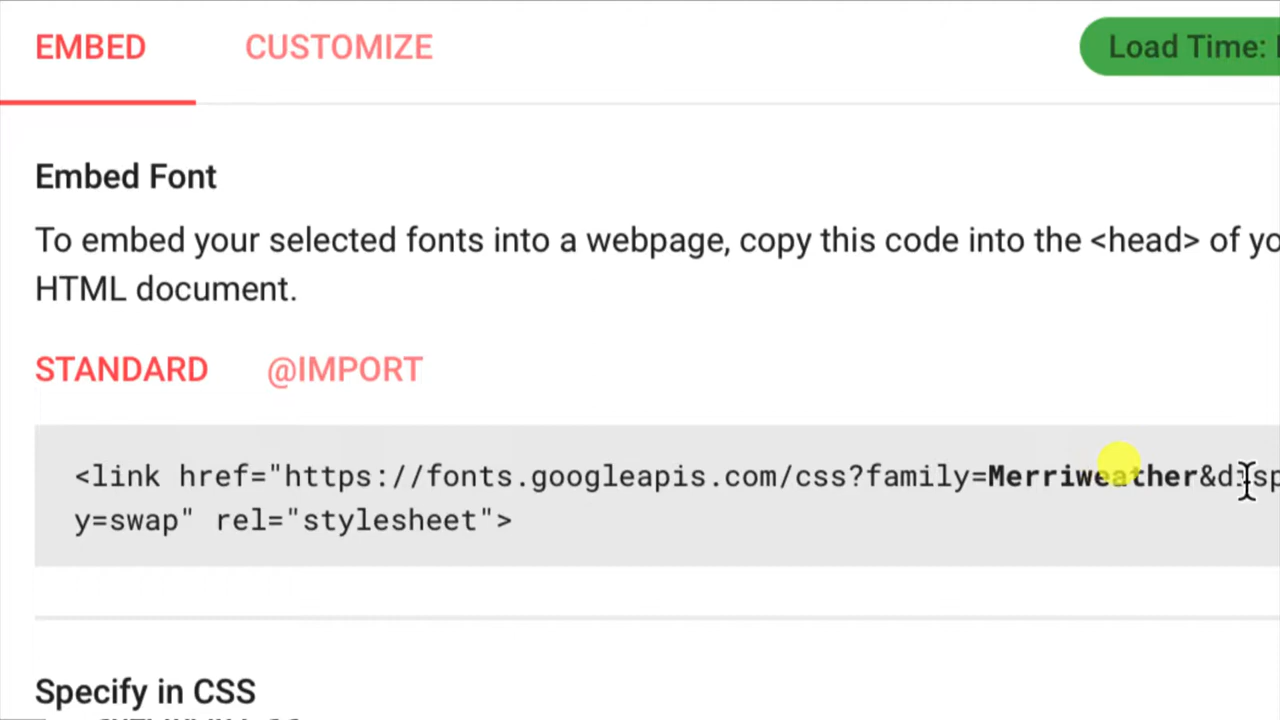 EMBED CUSTOMIZE Load Time:
Embed Font
To embed your selected fonts into a webpage, copy this code into the <head> of
HTML document.
STANDARD @IMPORT
<link href="https://fonts.googleapis.com/css?family=Merriweather&disp
y=swap" rel="stylesheet">
Specify in CSS